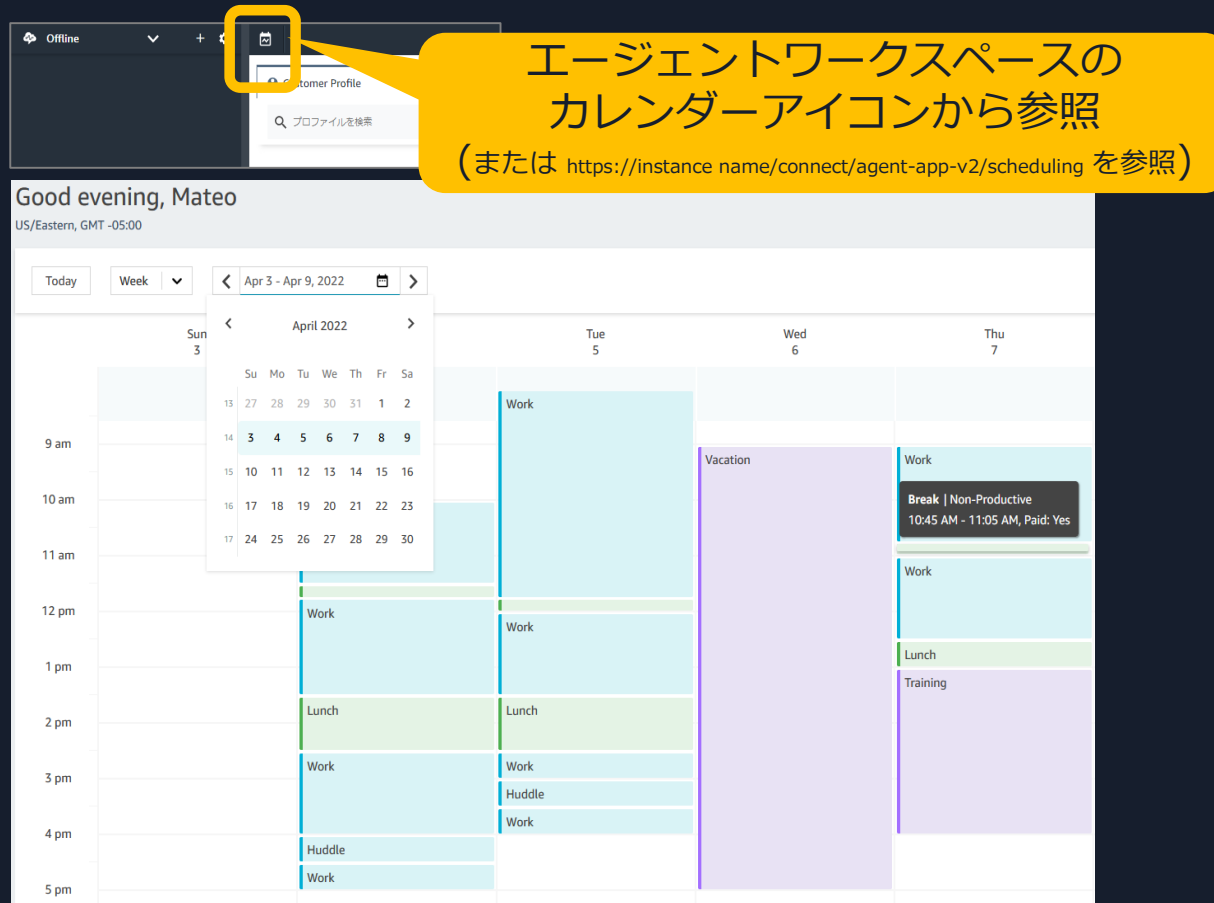 Offline
+
Customer Profile
プロファイルを検索
エージェントワークスペースの
カレンダーアイコンから参照
(または https://instance name/connect/agent-app-v2/scheduling を参照)
Good evening, Mateo
US/Eastern, GMT -05:00
Today
Week
Apr 3 - Apr 9, 2022
April 2022
Su Mo Tu We Th Fr Sa
13 27 28 29 30 31 1 2
14 3 4 5 6 7 8 9
15 10 11 12 13 14 15 16
16 17 18 19 20 21 22 23
17 24 25 26 27 28 29 30
Sun
3
Tue
5
Wed
6
Thu
7
9 am
10 am
11 am
12 pm
1 pm
2 pm
3 pm
4 pm
5 pm
Work
Lunch
Work
Huddle
Work
Work
Work
Lunch
Work
Huddle
Work
Vacation
Work
Break | Non-Productive
10:45 AM - 11:05 AM, Paid: Yes
Work
Lunch
Training